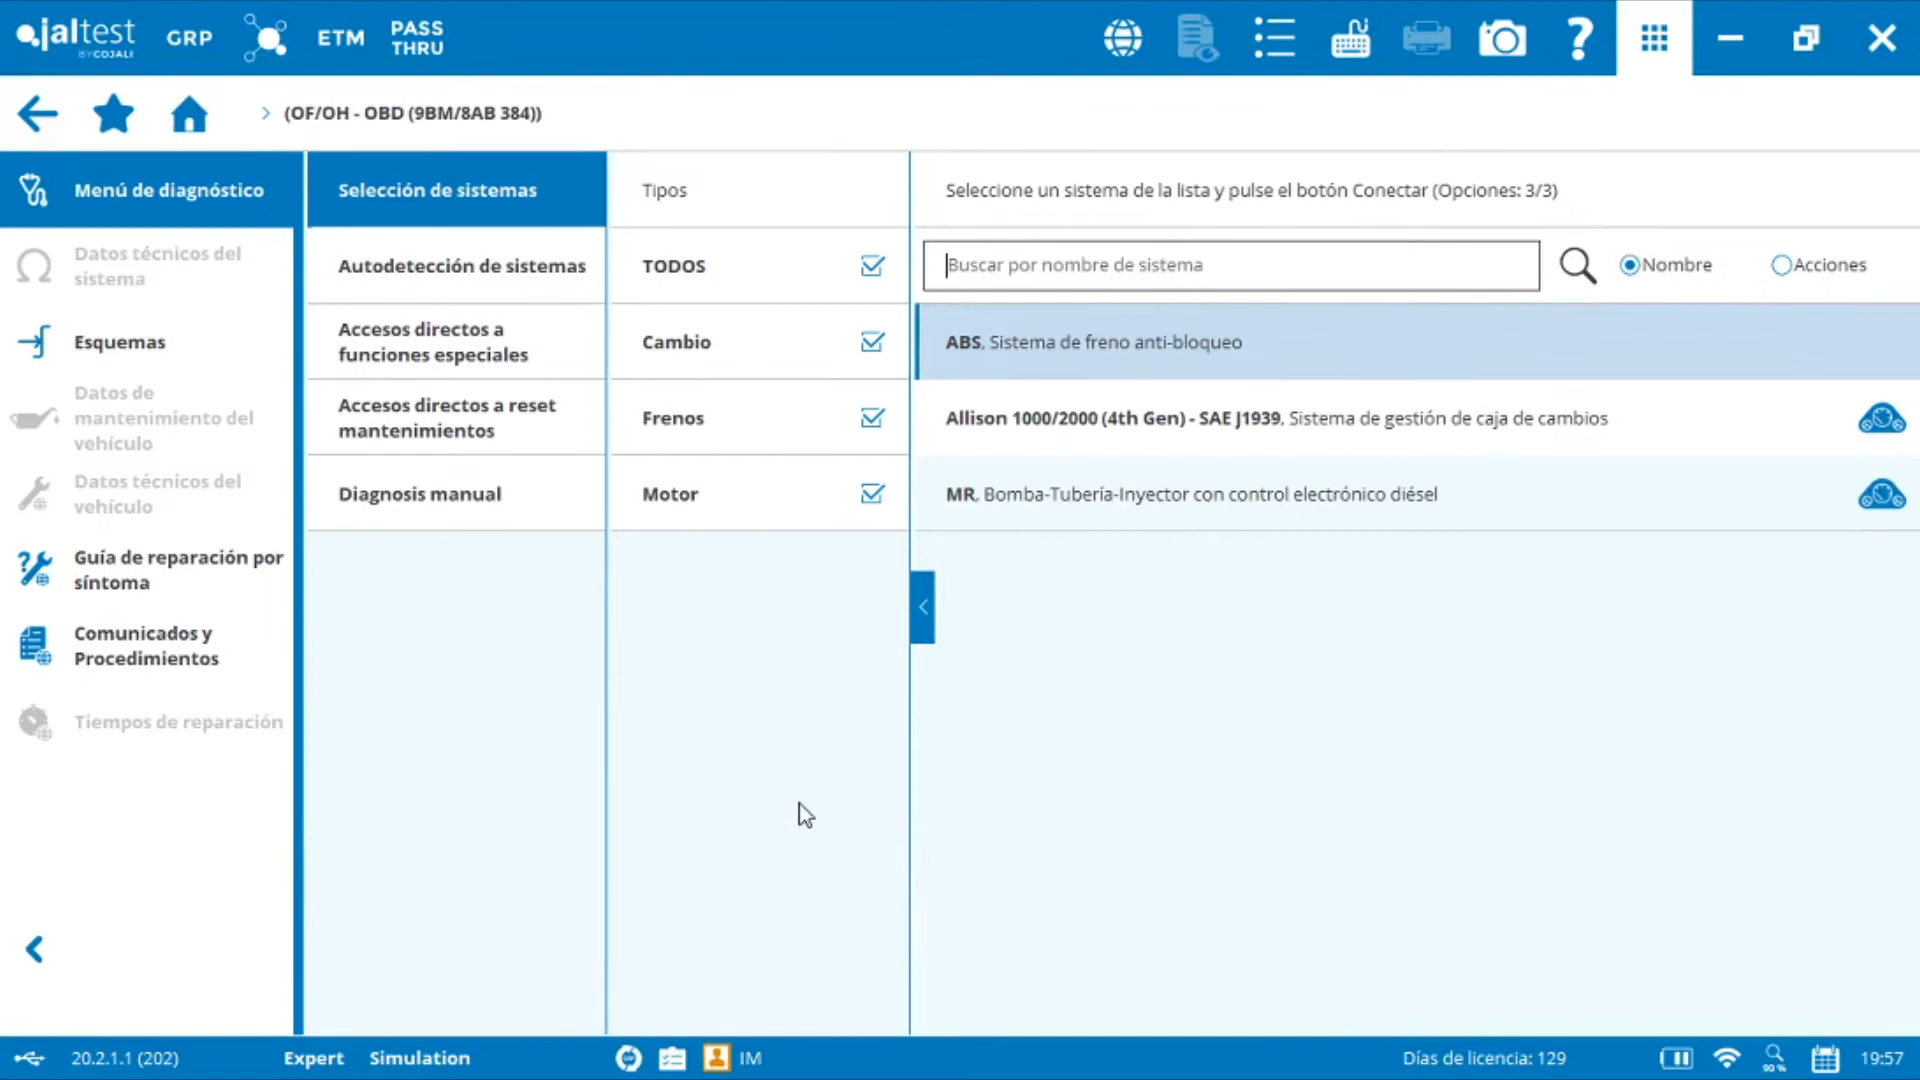 jaltest
BY COJALI
GRP
ETM
PASS
THRU
(OF/OH - OBD (9BM/8AB 384))
Menú de diagnóstico
Datos técnicos del
sistema
Esquemas
Datos de
mantenimiento del
vehículo
Datos técnicos del
vehículo
Guía de reparación por
síntoma
Comunicados y
Procedimientos
Tiempos de reparación
Selección de sistemas
Autodetección de sistemas
Accesos directos a
funciones especiales
Accesos directos a reset
mantenimientos
Diagnosis manual
Tipos
TODOS
Cambio
Frenos
Motor
Seleccione un sistema de la lista y pulse el botón Conectar (Opciones: 3/3)
Buscar por nombre de sistema
Nombre
Acciones
ABS, Sistema de freno anti-bloqueo
Allison 1000/2000 (4th Gen) - SAE J1939, Sistema de gestión de caja de cambios
MR, Bomba-Tubería-Inyector con control electrónico diésel
20.2.1.1 (202)
Expert
Simulation
IM
Días de licencia: 129
90 %
19:57